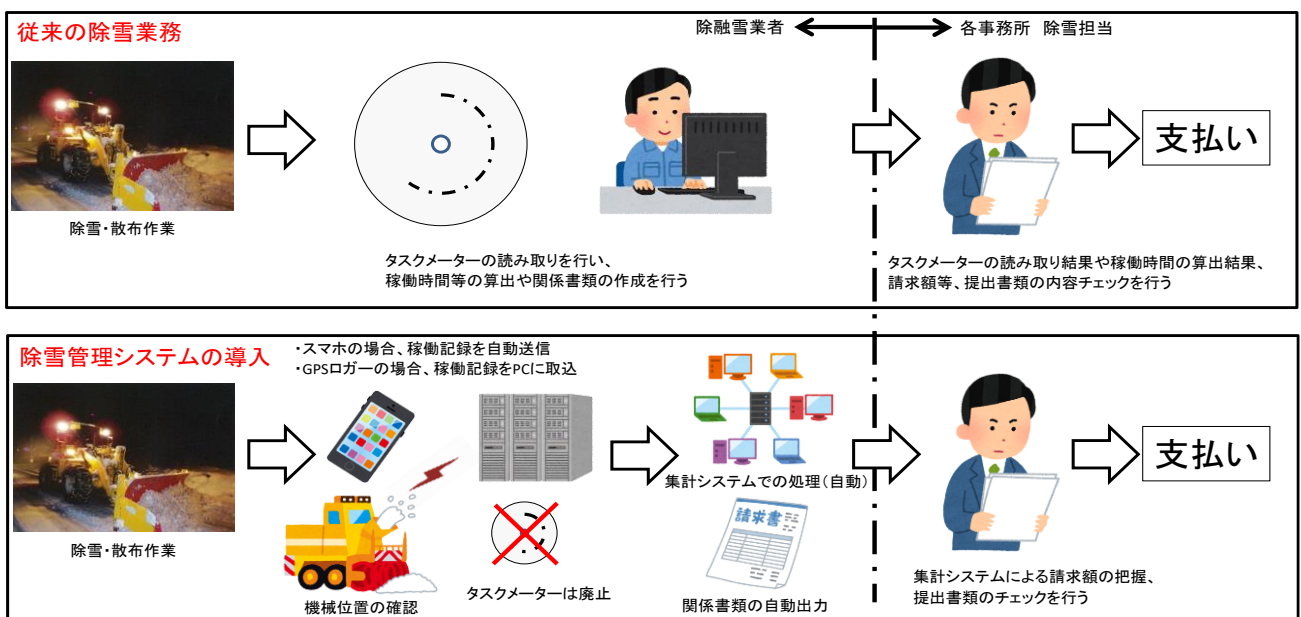 従来の除雪業務
除融雪業者
各事務所 除雪担当
支払い
除雪・散布作業
タスクメーターの読み取りを行い、
稼働時間等の算出や関係書類の作成を行う
タスクメーターの読み取り結果や稼働時間の算出結果、
請求額等、提出書類の内容チェックを行う
除雪管理システムの導入
・スマホの場合、稼働記録を自動送信
・GPSロガーの場合、稼働記録をPCに取込
支払い
集計システムでの処理(自動)
請求書
除雪・散布作業
機械位置の確認
タスクメーターは廃止
関係書類の自動出力
集計システムによる請求額の把握、
提出書類のチェックを行う